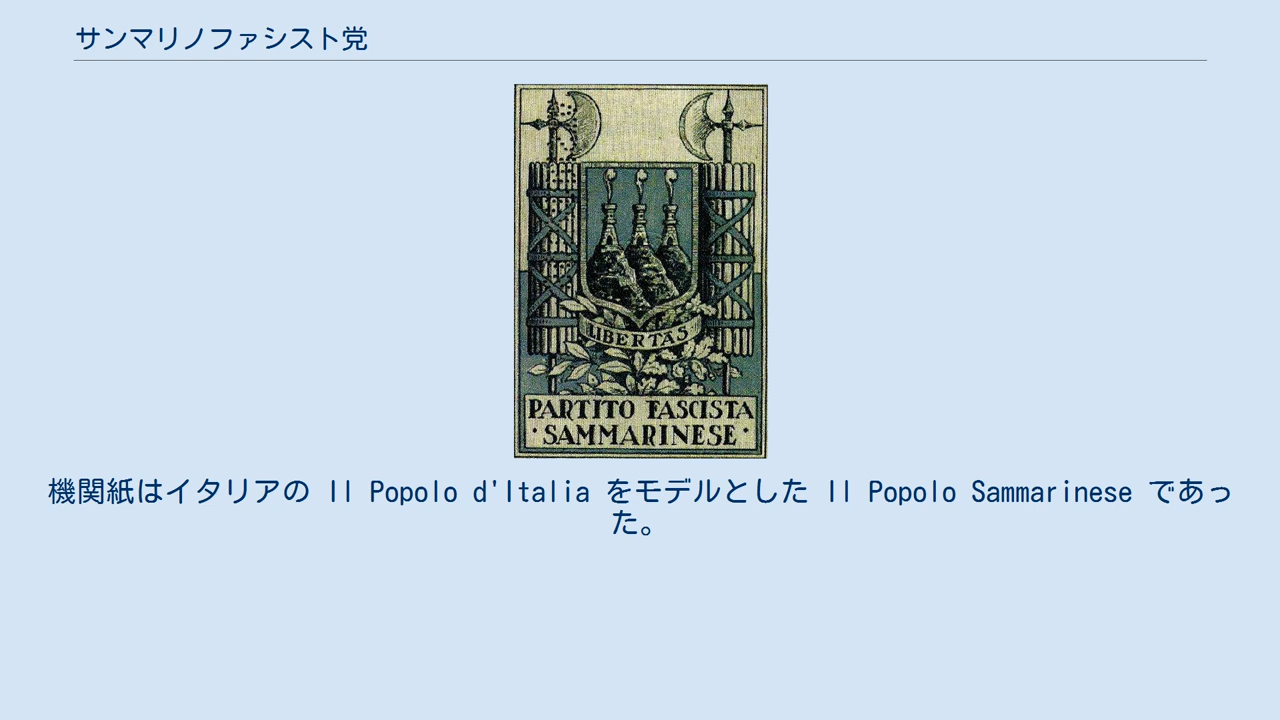 サンマリノファシスト党
LIBERTAS
PARTITO FASCISTA
·SAMMARINESE·
機関紙はイタリアの Il Popolo d'Italia をモデルとした Il Popolo Sammarinese であっ
た。